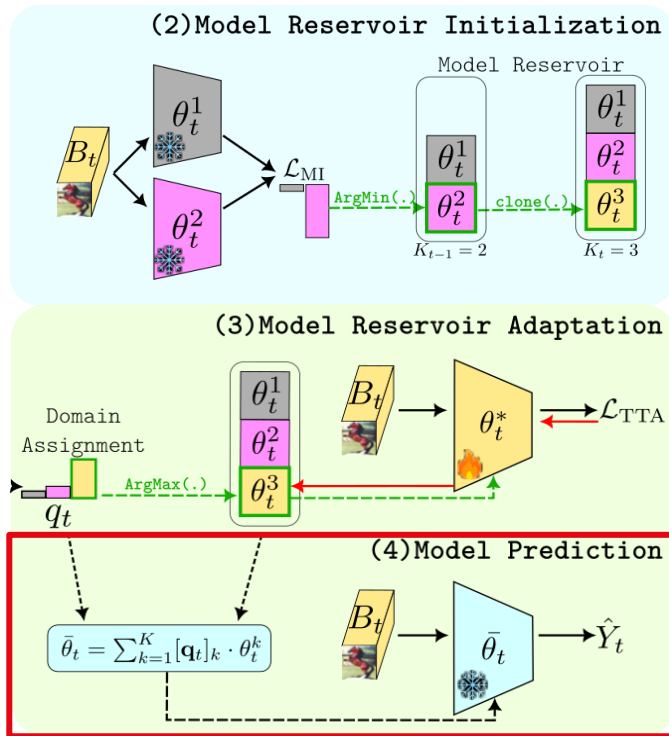 (2)Model Reservoir Initialization
Model Reservoir
B_t
θ_t^1
θ_t^2
ℒ_MI
ArgMin(.)
θ_t^1
θ_t^2
K_{t−1} = 2
clone(.)
θ_t^1
θ_t^2
θ_t^3
K_t = 3
(3)Model Reservoir Adaptation
Domain
Assignment
q_t
ArgMax(.)
θ_t^1
θ_t^2
θ_t^3
B_t
θ_t^*
ℒ_TTA
(4)Model Prediction
θ̄_t = ∑_{k=1}^K [𝐪_t]_k · θ_t^k
B_t
θ̄_t
Ŷ_t